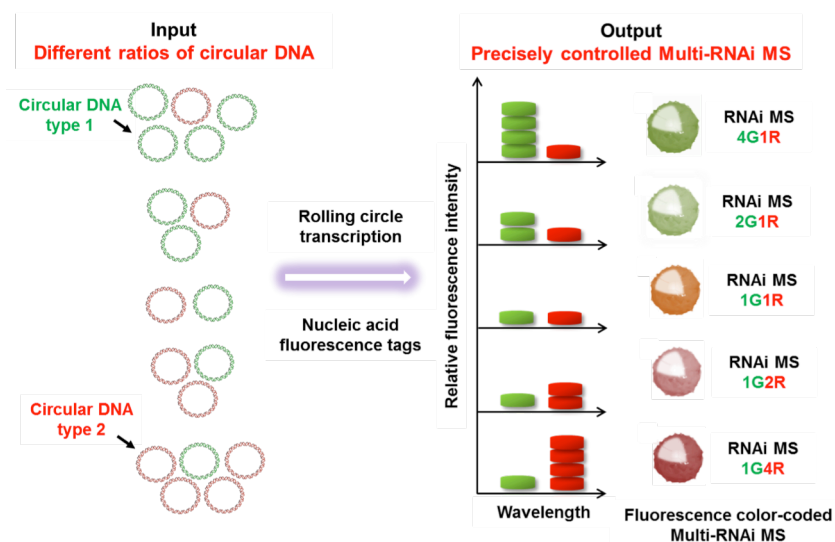 Input
Different ratios of circular DNA
Circular DNA
type 1
Circular DNA
type 2
Rolling circle
transcription
Nucleic acid
fluorescence tags
Output
Precisely controlled Multi-RNAi MS
Relative fluorescence intensity
RNAi MS
4G1R
RNAi MS
2G1R
RNAi MS
1G1R
RNAi MS
1G2R
RNAi MS
1G4R
Wavelength
Fluorescence color-coded
Multi-RNAi MS